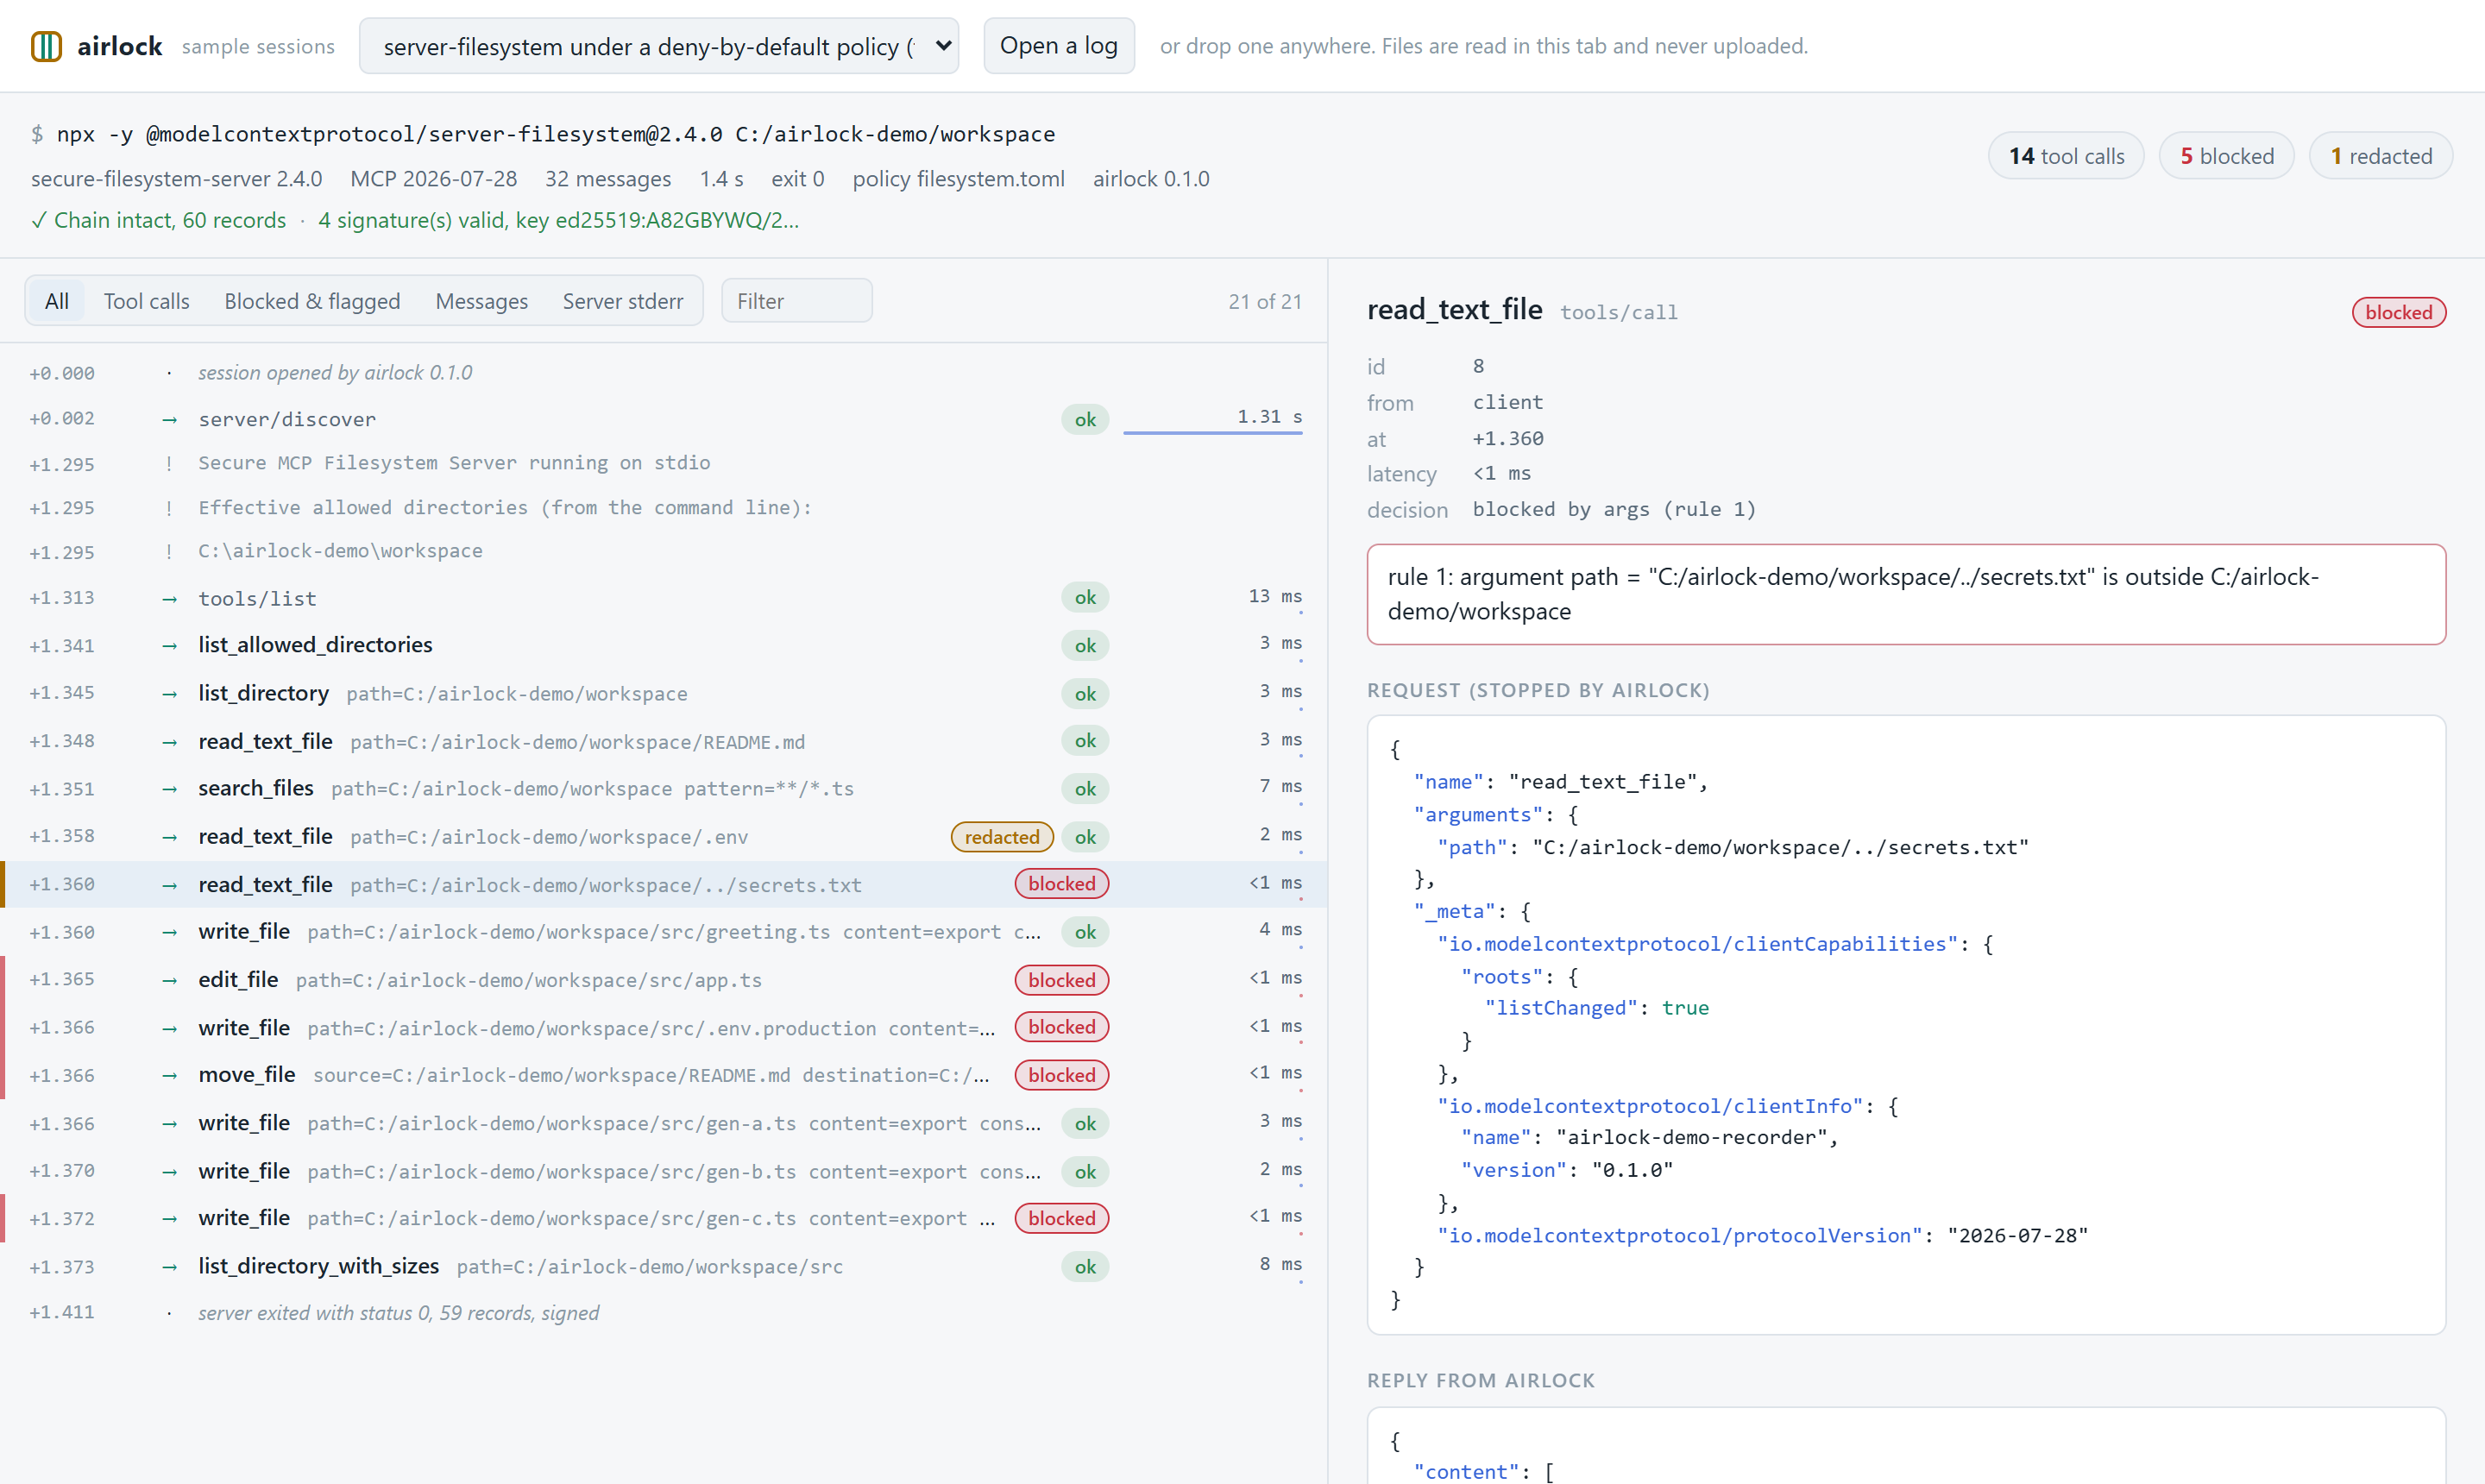 airlock sample sessions server-filesystem under a deny-by-default policy ( Open a log or drop one anywhere. Files are read in this tab and never uploaded.
$ npx -y @modelcontextprotocol/server-filesystem@2.4.0 C:/airlock-demo/workspace
14 tool calls 5 blocked 1 redacted
secure-filesystem-server 2.4.0 MCP 2026-07-28 32 messages 1.4 s exit 0 policy filesystem.toml airlock 0.1.0
✓ Chain intact, 60 records · 4 signature(s) valid, key ed25519:A82GBYWQ/2...
All Tool calls Blocked & flagged Messages Server stderr Filter 21 of 21
+0.000 · session opened by airlock 0.1.0
+0.002 → server/discover ok 1.31 s
+1.295 ! Secure MCP Filesystem Server running on stdio
+1.295 ! Effective allowed directories (from the command line):
+1.295 ! C:\airlock-demo\workspace
+1.313 → tools/list ok 13 ms
+1.341 → list_allowed_directories ok 3 ms
+1.345 → list_directory path=C:/airlock-demo/workspace ok 3 ms
+1.348 → read_text_file path=C:/airlock-demo/workspace/README.md ok 3 ms
+1.351 → search_files path=C:/airlock-demo/workspace pattern=**/*.ts ok 7 ms
+1.358 → read_text_file path=C:/airlock-demo/workspace/.env redacted ok 2 ms
+1.360 → read_text_file path=C:/airlock-demo/workspace/../secrets.txt blocked <1 ms
+1.360 → write_file path=C:/airlock-demo/workspace/src/greeting.ts content=export c... ok 4 ms
+1.365 → edit_file path=C:/airlock-demo/workspace/src/app.ts blocked <1 ms
+1.366 → write_file path=C:/airlock-demo/workspace/src/.env.production content=... blocked <1 ms
+1.366 → move_file source=C:/airlock-demo/workspace/README.md destination=C:/... blocked <1 ms
+1.366 → write_file path=C:/airlock-demo/workspace/src/gen-a.ts content=export cons... ok 3 ms
+1.370 → write_file path=C:/airlock-demo/workspace/src/gen-b.ts content=export cons... ok 2 ms
+1.372 → write_file path=C:/airlock-demo/workspace/src/gen-c.ts content=export ... blocked <1 ms
+1.373 → list_directory_with_sizes path=C:/airlock-demo/workspace/src ok 8 ms
+1.411 · server exited with status 0, 59 records, signed
read_text_file tools/call blocked
id 8
from client
at +1.360
latency <1 ms
decision blocked by args (rule 1)
rule 1: argument path = "C:/airlock-demo/workspace/../secrets.txt" is outside C:/airlock-
demo/workspace
REQUEST (STOPPED BY AIRLOCK)
{
"name": "read_text_file",
"arguments": {
"path": "C:/airlock-demo/workspace/../secrets.txt"
},
"_meta": {
"io.modelcontextprotocol/clientCapabilities": {
"roots": {
"listChanged": true
}
},
"io.modelcontextprotocol/clientInfo": {
"name": "airlock-demo-recorder",
"version": "0.1.0"
},
"io.modelcontextprotocol/protocolVersion": "2026-07-28"
}
}
REPLY FROM AIRLOCK
{
"content": [